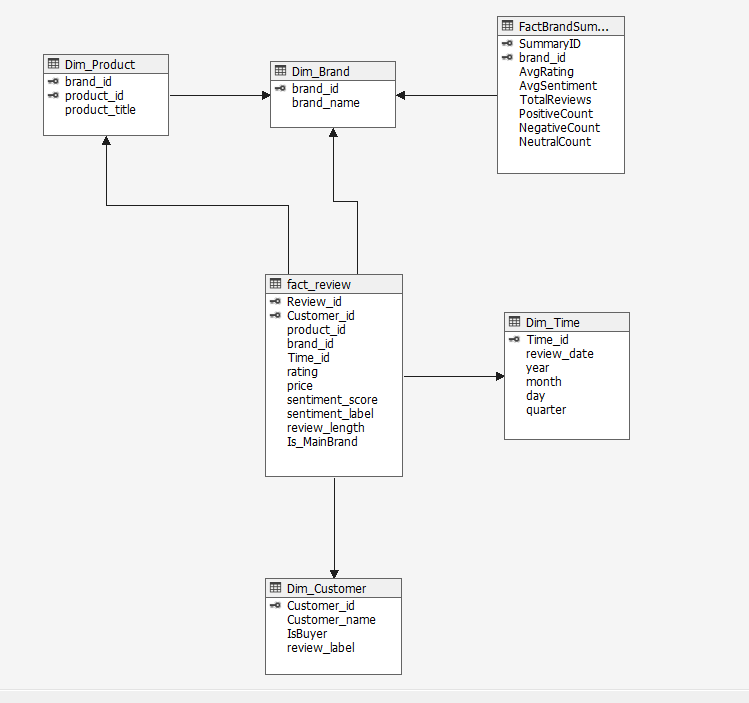 Dim_Product
brand_id
product_id
product_title
Dim_Brand
brand_id
brand_name
FactBrandSum...
SummaryID
brand_id
AvgRating
AvgSentiment
TotalReviews
PositiveCount
NegativeCount
NeutralCount
fact_review
Review_id
Customer_id
product_id
brand_id
Time_id
rating
price
sentiment_score
sentiment_label
review_length
Is_MainBrand
Dim_Time
Time_id
review_date
year
month
day
quarter
Dim_Customer
Customer_id
Customer_name
IsBuyer
review_label